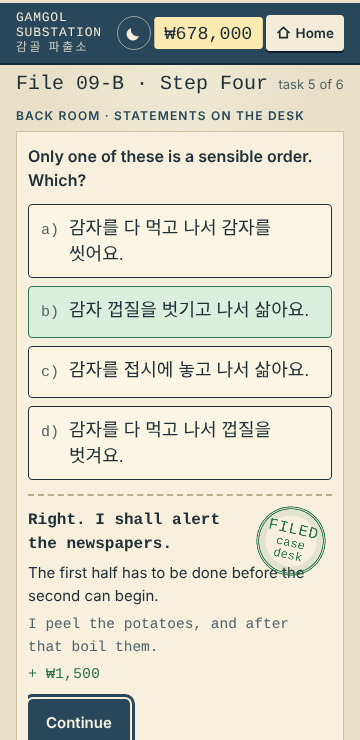 GAMGOL
SUBSTATION
감골 파출소
₩678,000
Home
File 09-B · Step Four task 5 of 6
BACK ROOM · STATEMENTS ON THE DESK
Only one of these is a sensible order.
Which?
a) 감자를 다 먹고 나서 감자를
씻어요.
b) 감자 껍질을 벗기고 나서 삶아요.
c) 감자를 접시에 놓고 나서 삶아요.
d) 감자를 다 먹고 나서 껍질을
벗겨요.
Right. I shall alert
the newspapers.
FILED
case
desk
The first half has to be done before the
second can begin.
I peel the potatoes, and after
that boil them.
+ ₩1,500
Continue